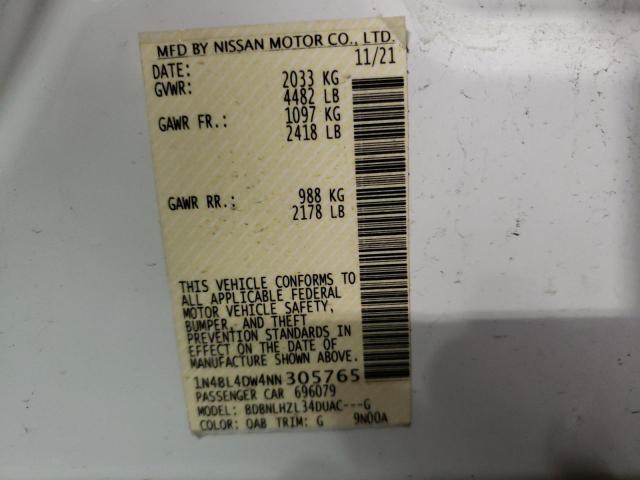 MFD BY NISSAN MOTOR CO., LTD.
DATE: 11/21
GVWR: 2033 KG
4482 LB
GAWR FR.: 1097 KG
2418 LB
GAWR RR.: 988 KG
2178 LB
THIS VEHICLE CONFORMS TO
ALL APPLICABLE FEDERAL
MOTOR VEHICLE SAFETY,
BUMPER, AND THEFT
PREVENTION STANDARDS IN
EFFECT ON THE DATE OF
MANUFACTURE SHOWN ABOVE.
1N4BL4DW4NN305765
PASSENGER CAR 696079
MODEL: BDBNLHZL34DUAC---G
COLOR: QAB TRIM: G 9N00A